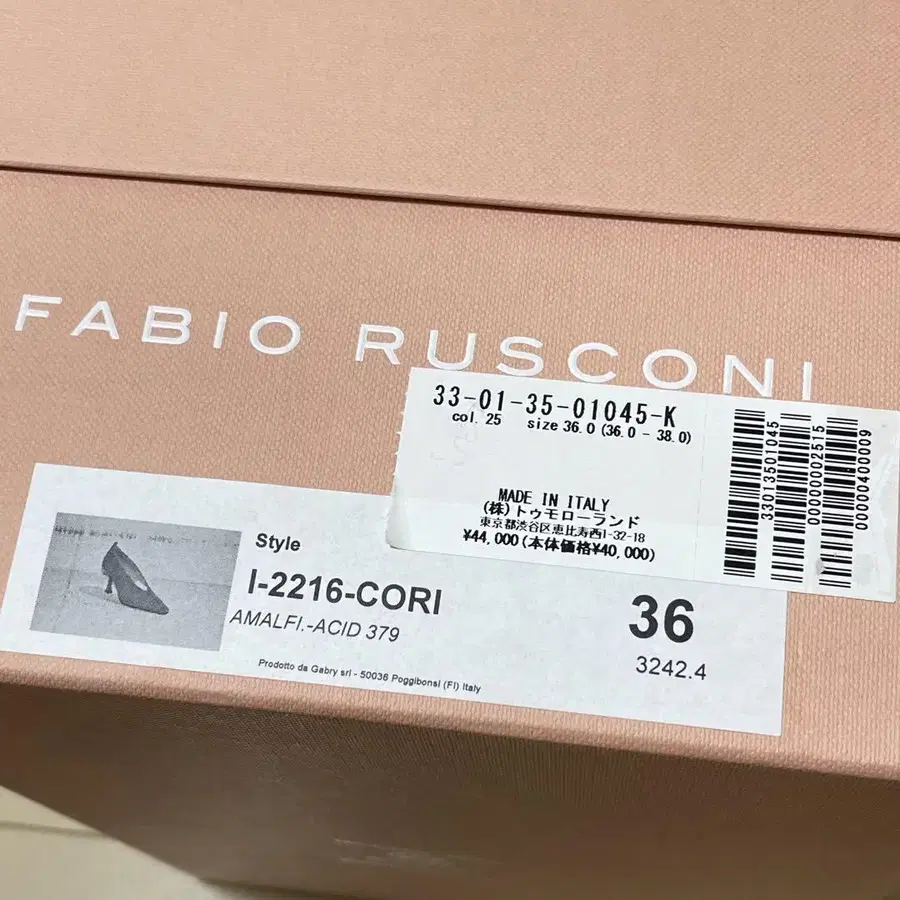 FABIO RUSCONI
33-01-35-01045-K
col. 25 size 36.0 (36.0 - 38.0)
MADE IN ITALY
(株)トゥモローランド
東京都渋谷区恵比寿西1-32-18
¥44,000(本体価格¥40,000)
33013501045
0000000002515
0000000400009
Style
I-2216-CORI
AMALFI.-ACID 379
36
3242.4
Prodotto da Gabry srl - 50036 Poggibonsi (FI) Italy